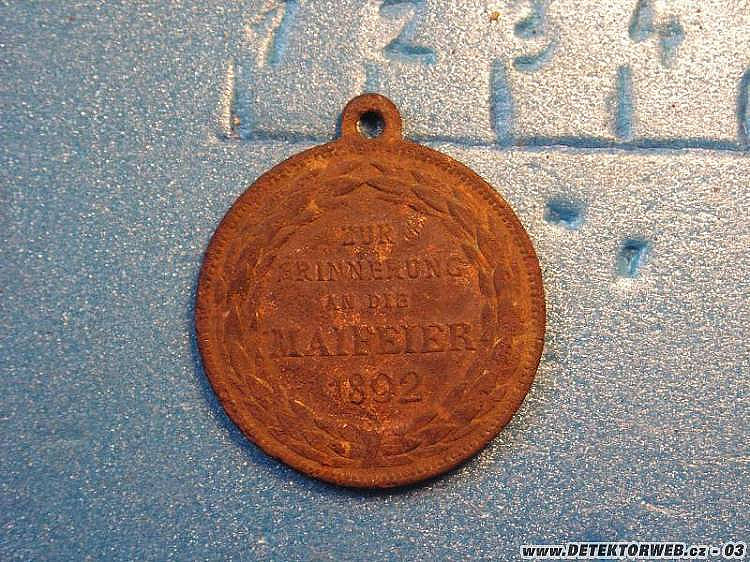 1 2 3 4
ZUR
ERINNERUNG
AN DIE
MAIFEIER
1892
www.DETEKTORWEB.cz - 03